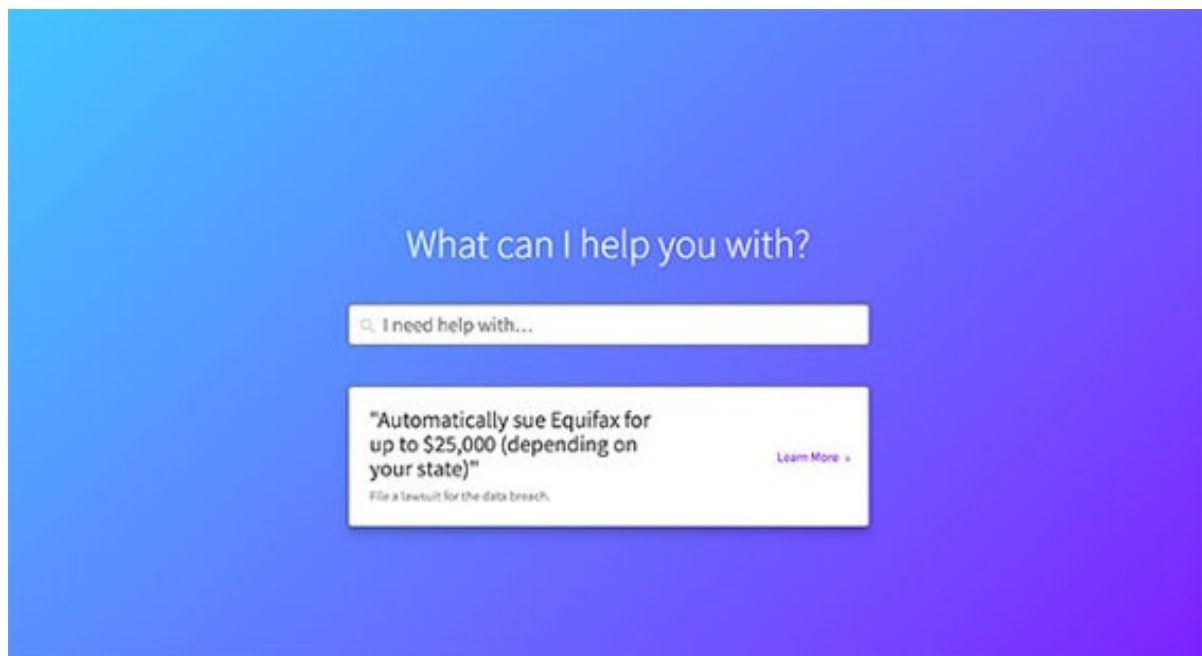 What can I help you with?
I need help with...
"Automatically sue Equifax for
up to $25,000 (depending on
your state)"
Learn More ›
File a lawsuit for the data breach.